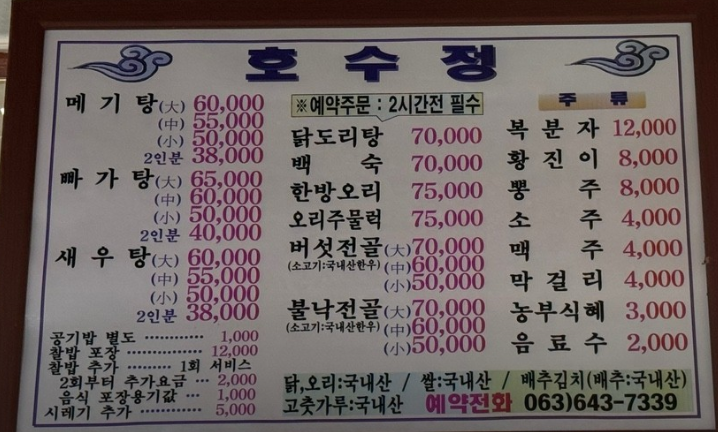 호수정
메기탕(大) 60,000
(中) 55,000
(小) 50,000
2인분 38,000
빠가탕(大) 65,000
(中) 60,000
(小) 50,000
2인분 40,000
새우탕(大) 60,000
(中) 55,000
(小) 50,000
2인분 38,000
공기밥 별도 ············ 1,000
찰밥 포장 ·············· 12,000
찰밥 추가 ········ 1회 서비스
2회부터 추가요금 ··· 2,000
음식 포장용기값 ··· 1,000
시레기 추가 ············ 5,000
※예약주문 : 2시간전 필수
닭도리탕 70,000
백숙 70,000
한방오리 75,000
오리주물럭 75,000
버섯전골(大) 70,000
(소고기:국내산한우)(中) 60,000
(小) 50,000
불낙전골(大) 70,000
(소고기:국내산한우)(中) 60,000
(小) 50,000
주류
복분자 12,000
황진이 8,000
뽕주 8,000
소주 4,000
맥주 4,000
막걸리 4,000
농부식혜 3,000
음료수 2,000
닭,오리:국내산 / 쌀:국내산 / 배추김치(배추:국내산)
고춧가루:국내산 예약전화 063)643-7339